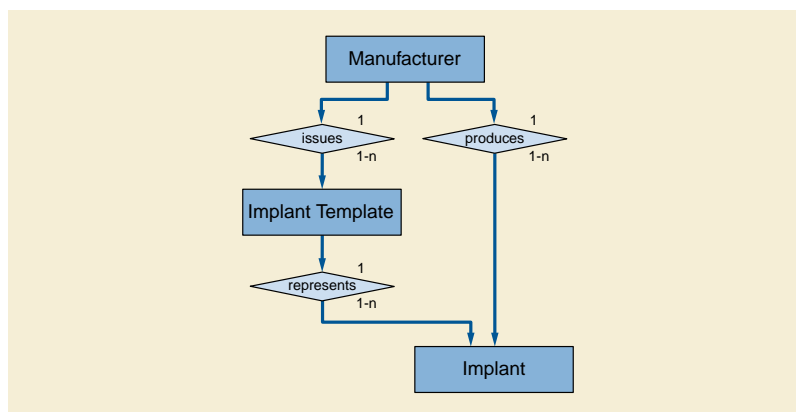 Manufacturer
1
1
issues
produces
1-n
1-n
Implant Template
1
represents
1-n
Implant